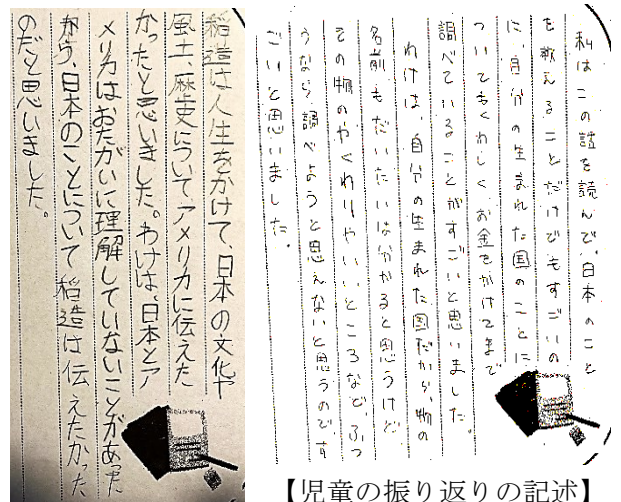 私はこの話を読んで、日本のこと
を教えることだけでもすごいの
に、自分の生まれた国のことに
ついてもくわしくお金をかけてまで
調べていることがすごいと思いました。
わけは、自分の生まれた国だから、物の
名前もだいたいは分かると思うけど、
その物のやくわりやいいところなど、ふつ
うなら調べようと思えないと思うのです
ごいと思いました。
稲造は人生をかけて、日本の文化や
風土、歴史についてアメリカに伝えた
かったと思いました。わけは、日本とア
メリカはおたがいに理解していないことがあった
から、日本のことについて稲造は伝えたかった
のだと思いました。
【児童の振り返りの記述】